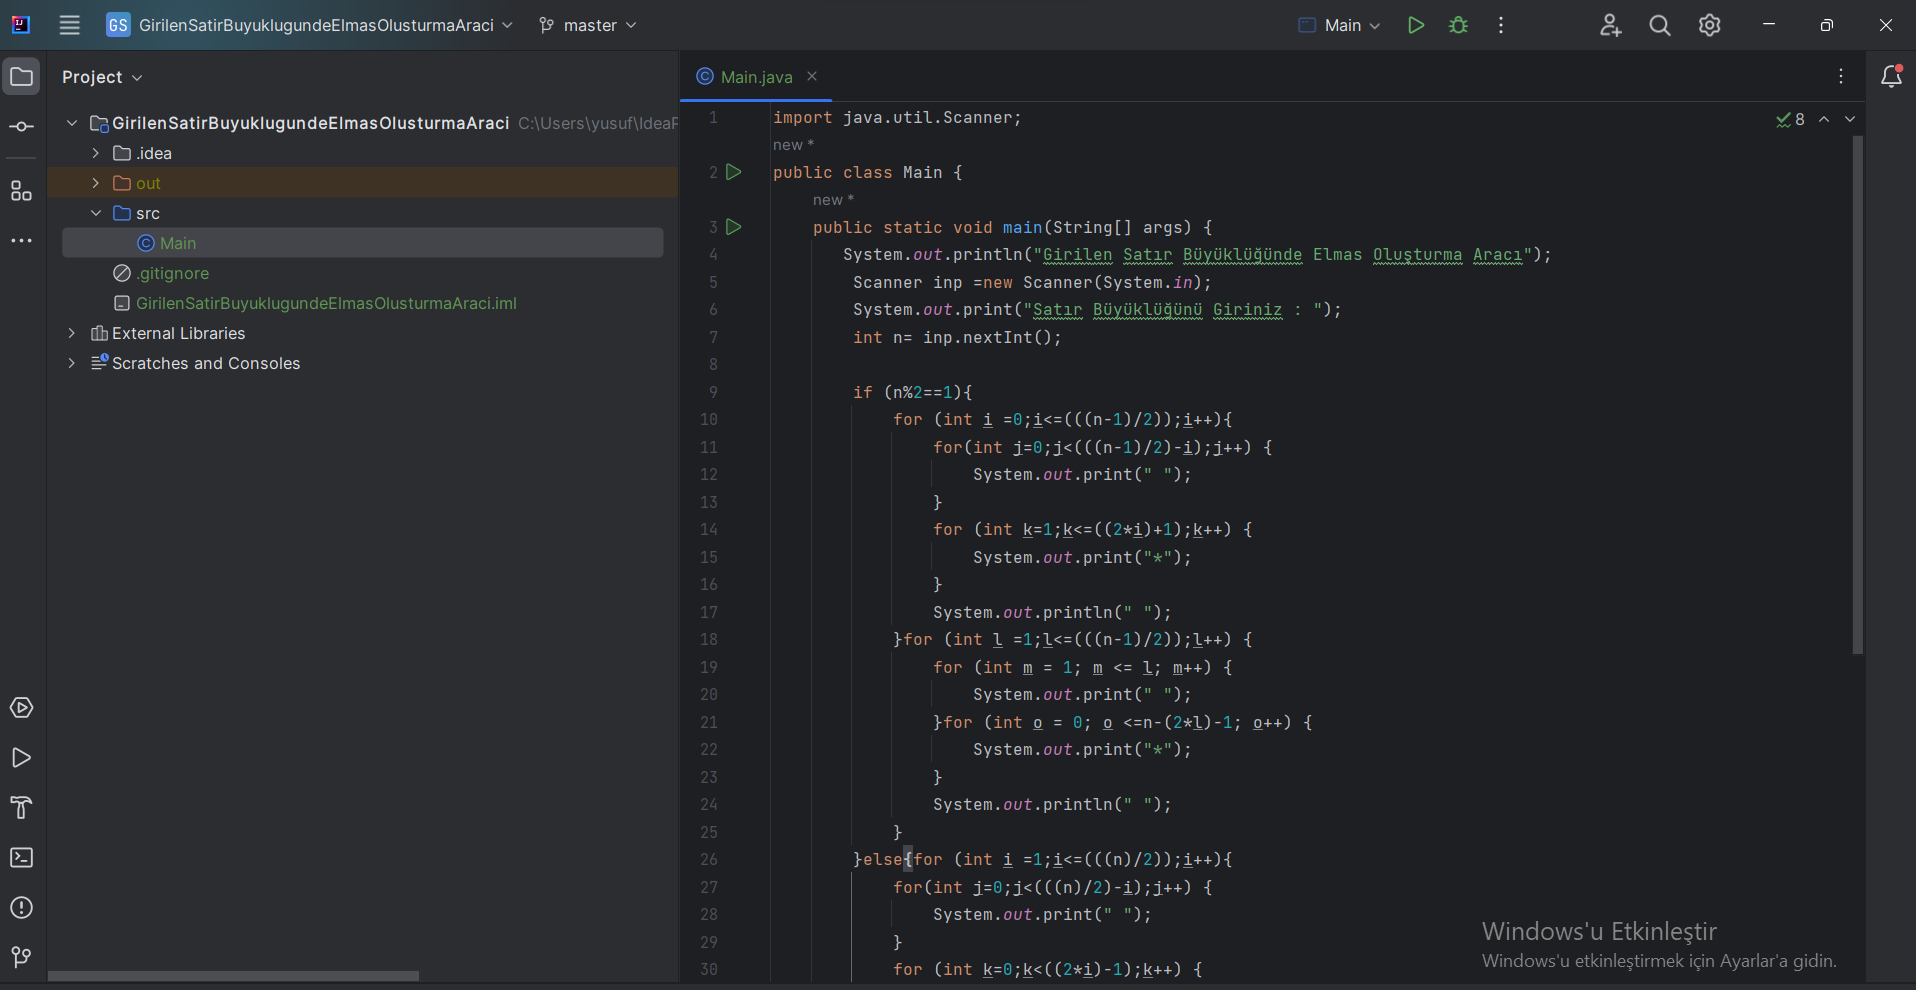 GS GirilenSatirBuyuklugundeElmasOlusturmaAraci master Main
Project
Main.java
GirilenSatirBuyuklugundeElmasOlusturmaAraci C:\Users\yusuf\IdeaP
.idea
out
src
Main
.gitignore
GirilenSatirBuyuklugundeElmasOlusturmaAraci.iml
External Libraries
Scratches and Consoles
8
1 import java.util.Scanner;
new *
2 public class Main {
new *
3 public static void main(String[] args) {
4 System.out.println("Girilen Satır Büyüklüğünde Elmas Oluşturma Aracı");
5 Scanner inp =new Scanner(System.in);
6 System.out.print("Satır Büyüklüğünü Giriniz : ");
7 int n= inp.nextInt();
8
9 if (n%2==1){
10 for (int i =0;i<=(((n-1)/2));i++){
11 for(int j=0;j<(((n-1)/2)-i);j++) {
12 System.out.print(" ");
13 }
14 for (int k=1;k<=((2*i)+1);k++) {
15 System.out.print("*");
16 }
17 System.out.println(" ");
18 }for (int l =1;l<=(((n-1)/2));l++) {
19 for (int m = 1; m <= l; m++) {
20 System.out.print(" ");
21 }for (int o = 0; o <=n-(2*l)-1; o++) {
22 System.out.print("*");
23 }
24 System.out.println(" ");
25 }
26 }else{for (int i =1;i<=(((n)/2));i++){
27 for(int j=0;j<(((n)/2)-i);j++) {
28 System.out.print(" ");
29 }
30 for (int k=0;k<((2*i)-1);k++) {
Windows'u Etkinleştir
Windows'u etkinleştirmek için Ayarlar'a gidin.